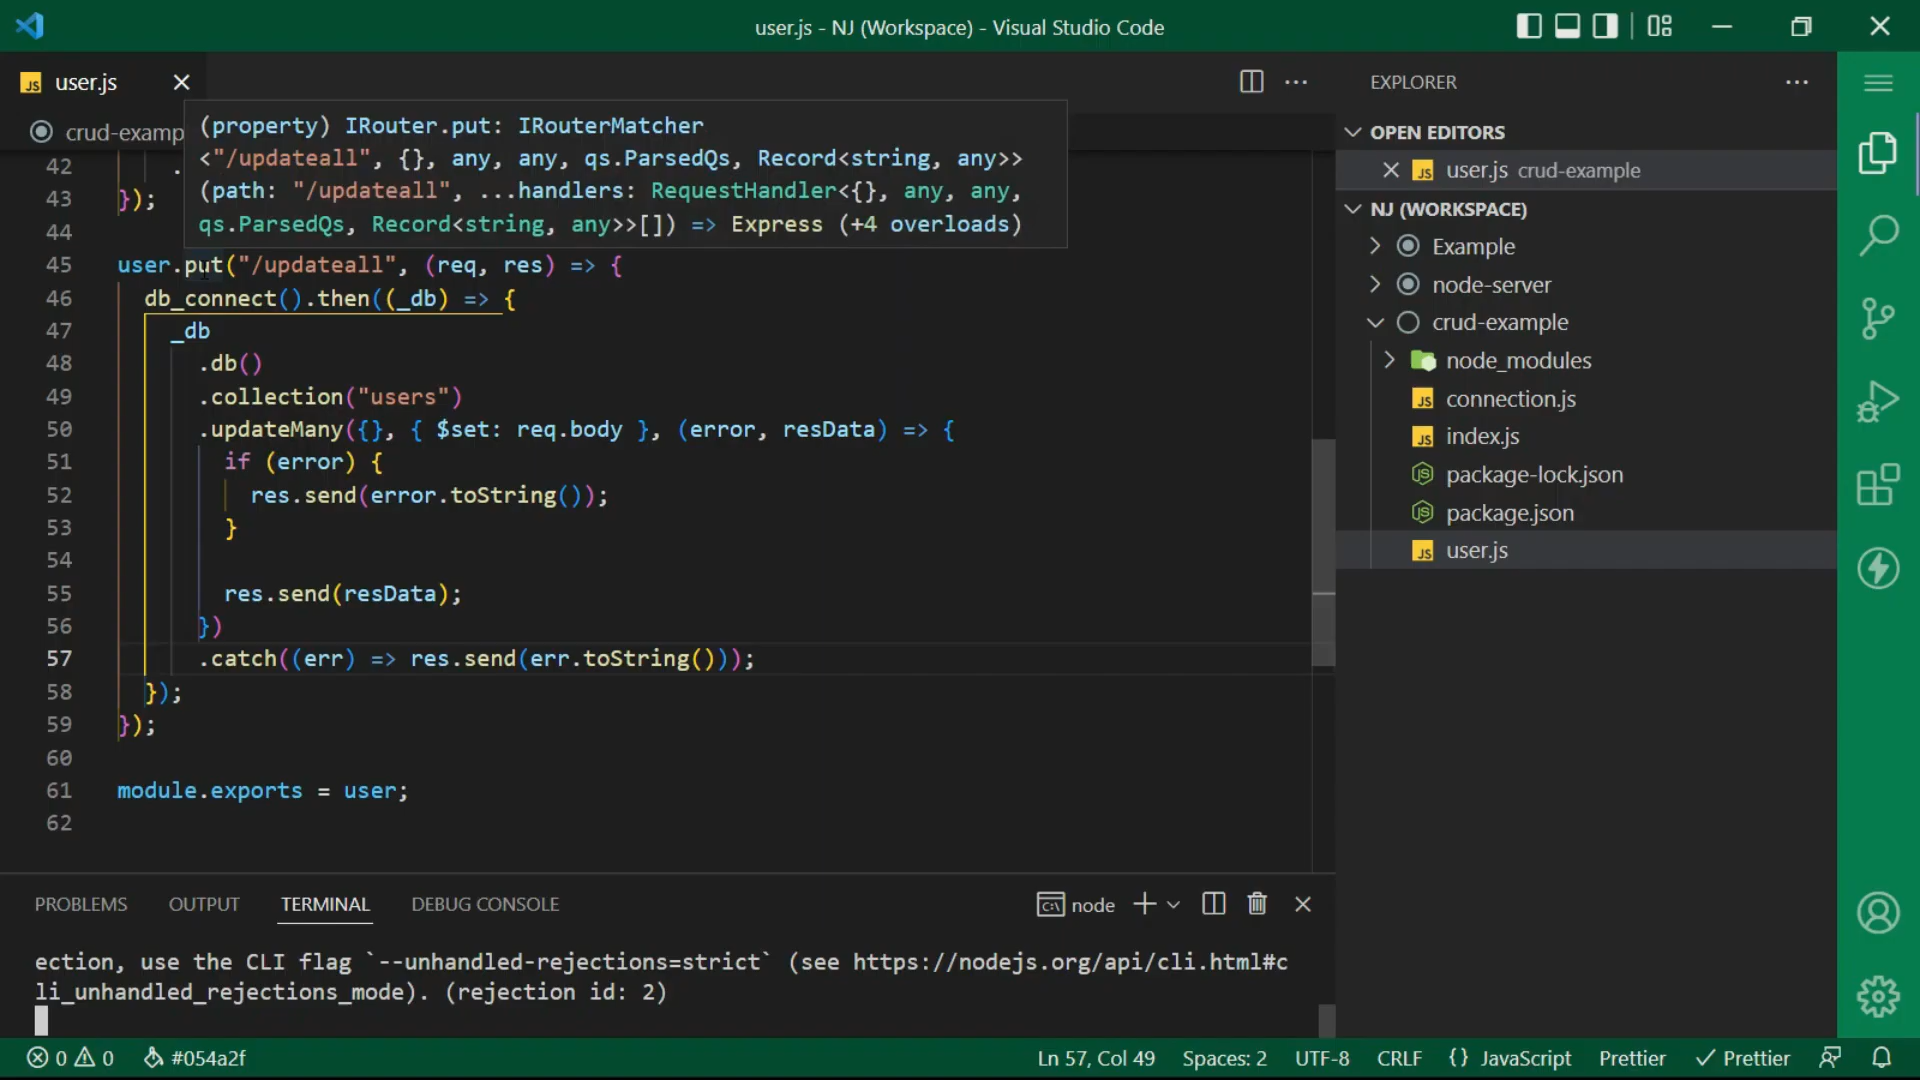 user.js - NJ (Workspace) - Visual Studio Code
JS user.js
crud-examp
(property) IRouter.put: IRouterMatcher
<"/updateall", {}, any, any, qs.ParsedQs, Record<string, any>>
(path: "/updateall", ...handlers: RequestHandler<{}, any, any,
qs.ParsedQs, Record<string, any>>[]) => Express (+4 overloads)
42 .
43 });
44
45 user.put("/updateall", (req, res) => {
46 db_connect().then((_db) => {
47 _db
48 .db()
49 .collection("users")
50 .updateMany({}, { $set: req.body }, (error, resData) => {
51 if (error) {
52 res.send(error.toString());
53 }
54
55 res.send(resData);
56 })
57 .catch((err) => res.send(err.toString()));
58 });
59 });
60
61 module.exports = user;
62
PROBLEMS OUTPUT TERMINAL DEBUG CONSOLE
node
ection, use the CLI flag `--unhandled-rejections=strict` (see https://nodejs.org/api/cli.html#c
li_unhandled_rejections_mode). (rejection id: 2)
EXPLORER
OPEN EDITORS
JS user.js crud-example
NJ (WORKSPACE)
Example
node-server
crud-example
node_modules
JS connection.js
JS index.js
package-lock.json
package.json
JS user.js
0 0 #054a2f
Ln 57, Col 49 Spaces: 2 UTF-8 CRLF {} JavaScript Prettier Prettier